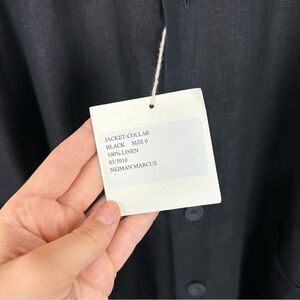 JACKET-COLLAR
BLACK SIZE 0
100% LINEN
S3/3010
NEIMAN MARCUS